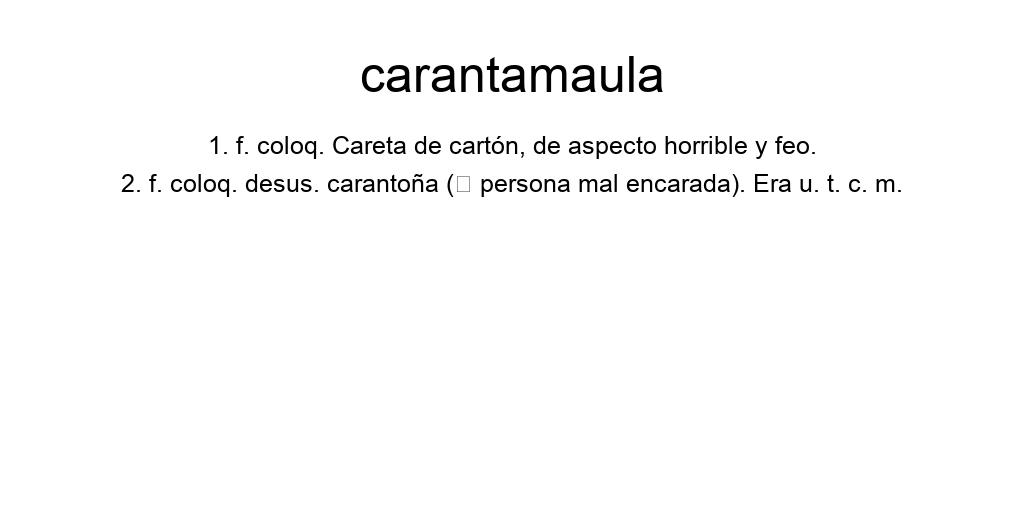 carantamaula
1. f. coloq. Careta de cartón, de aspecto horrible y feo.
2. f. coloq. desus. carantoña (□ persona mal encarada). Era u. t. c. m.